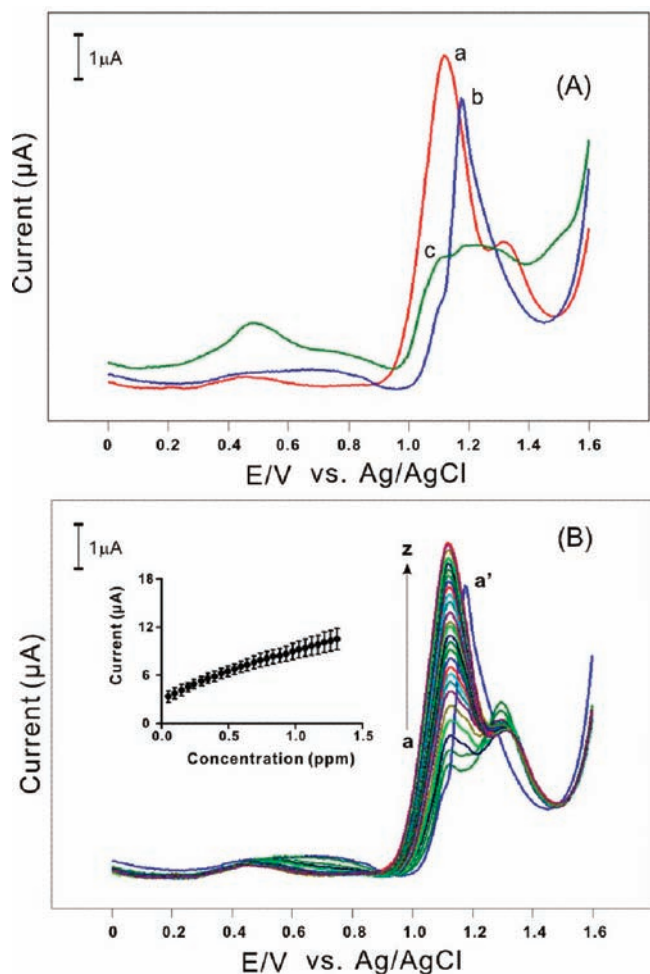 1μA
a
b
(A)
c
Current (μA)
0 0.2 0.4 0.6 0.8 1.0 1.2 1.4 1.6
E/V vs. Ag/AgCl
1μA
(B)
z
a'
a
18
12
6
0
Current (μA)
0.0 0.5 1.0 1.5
Concentration (ppm)
Current (μA)
0 0.2 0.4 0.6 0.8 1.0 1.2 1.4 1.6
E/V vs. Ag/AgCl